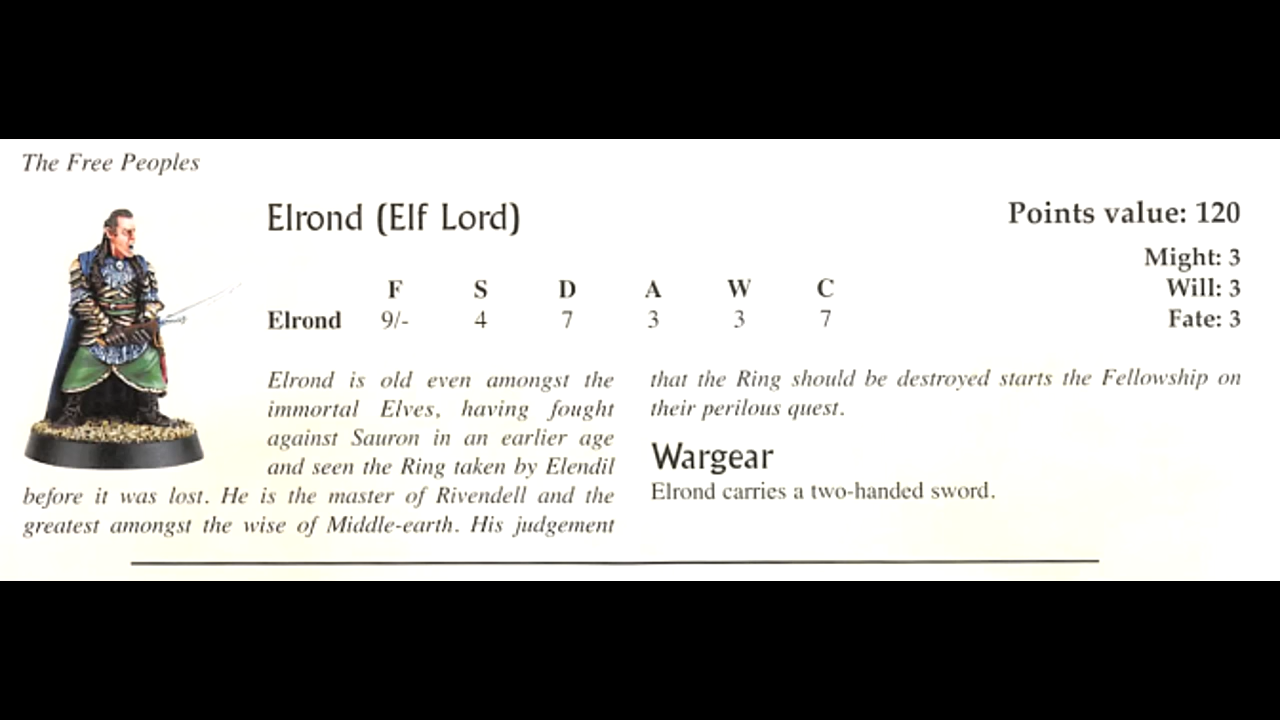 The Free Peoples
Elrond (Elf Lord)
Points value: 120
Might: 3
Will: 3
Fate: 3
F S D A W C
Elrond 9/- 4 7 3 3 7
Elrond is old even amongst the
immortal Elves, having fought
against Sauron in an earlier age
and seen the Ring taken by Elendil
before it was lost. He is the master of Rivendell and the
greatest amongst the wise of Middle-earth. His judgement
that the Ring should be destroyed starts the Fellowship on
their perilous quest.
Wargear
Elrond carries a two-handed sword.